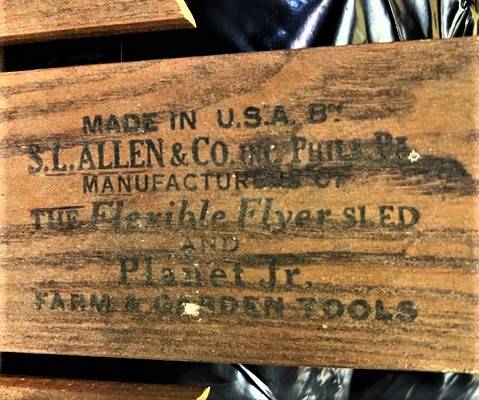 MADE IN U.S.A. BY
S.L. ALLEN & CO. INC. PHILA. PA.
MANUFACTURERS OF
THE Flexible Flyer SLED
AND
Planet Jr.
FARM & GARDEN TOOLS